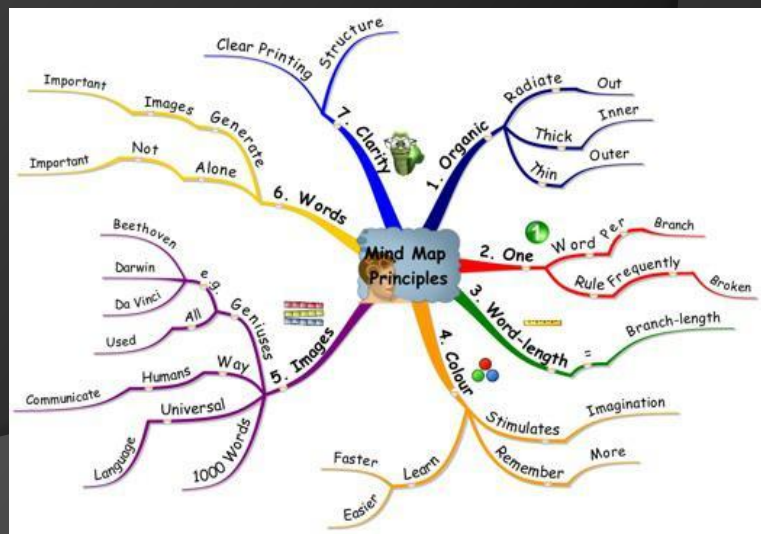 Mind Map
Principles
1. Organic
Radiate
Out
Thick
Inner
Thin
Outer
2. One
1
Word Per
Branch
Rule Frequently
Broken
3. Word-length
=
Branch-length
4. Colour
Stimulates
Imagination
Remember
More
Learn
Faster
Easier
5. Images
Geniuses
e.g.
Beethoven
Darwin
Da Vinci
All
Used
Way
Humans
Communicate
Universal
Language
1000 Words
6. Words
Generate
Images
Important
Alone
Not
Important
7. Clarity
Clear Printing
Structure